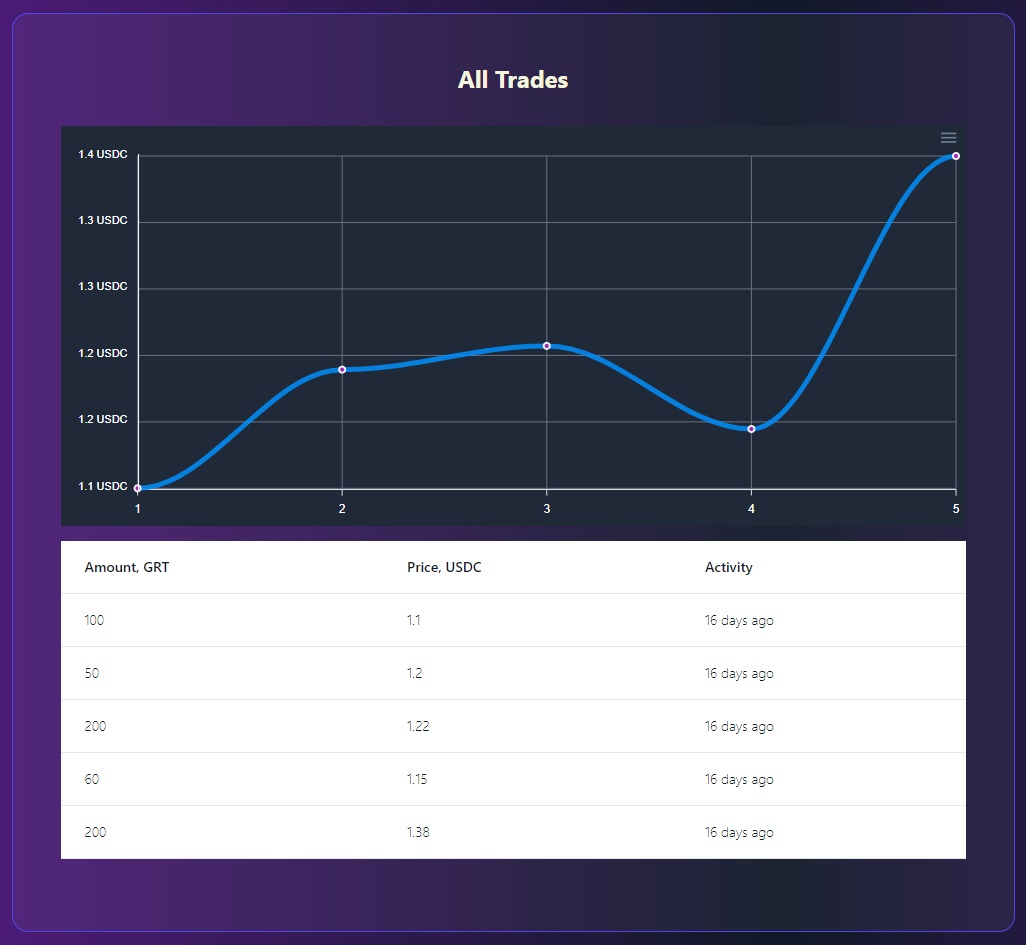 All Trades
1.4 USDC
1.3 USDC
1.3 USDC
1.2 USDC
1.2 USDC
1.1 USDC
1 2 3 4 5
Amount, GRT Price, USDC Activity
100 1.1 16 days ago
50 1.2 16 days ago
200 1.22 16 days ago
60 1.15 16 days ago
200 1.38 16 days ago